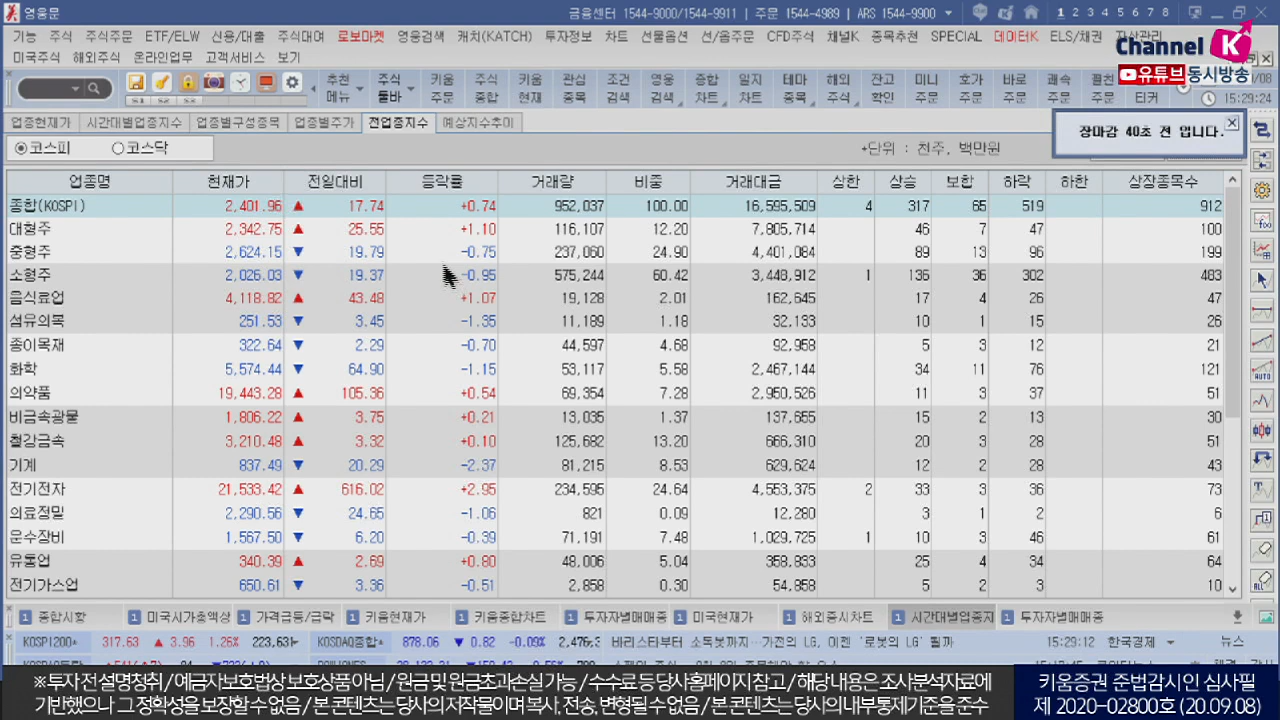 영웅문 금융센터 1544-9000/1544-9911 | 주문 1544-4989 | ARS 1544-9900 1 2 3 4 5 6 7 8
기능 주식 주식주문 ETF/ELW 신용/대출 주식대여 로보마켓 영웅검색 캐치(KATCH) 투자정보 차트 선물옵션 선/옵주문 CFD주식 채널K 종목추천 SPECIAL 데이터K ELS/채권 자산관리
미국주식 해외주식 온라인업무 고객서비스 보기
Channel K
유튜브 동시방송
추천 메뉴 주식 툴바 키움 주문 주식 종합 키움 현재 관심 종목 조건 검색 영웅 검색 종합 차트 일지 차트 테마 종목 해외 주식 잔고 확인 미니 주문 호가 주문 바로 주문 쾌속 주문 필찬 티커
S1 S2 S3
15:29:24
업종현재가 시간대별업종지수 업종별구성종목 업종별주가 전업종지수 예상지수추이
장마감 40초 전 입니다.
코스피 코스닥 +단위 : 천주, 백만원
업종명 현재가 전일대비 등락률 거래량 비중 거래대금 상한 상승 보합 하락 하한 상장종목수
종합(KOSPI) 2,401.96 ▲ 17.74 +0.74 952,037 100.00 16,595,509 4 317 65 519 912
대형주 2,342.75 ▲ 25.55 +1.10 116,107 12.20 7,805,714 46 7 47 100
중형주 2,624.15 ▼ 19.79 -0.75 237,060 24.90 4,401,084 89 13 96 199
소형주 2,026.03 ▼ 19.37 -0.95 575,244 60.42 3,448,912 1 136 36 302 483
음식료업 4,118.82 ▲ 43.48 +1.07 19,128 2.01 162,645 17 4 26 47
섬유의복 251.53 ▼ 3.45 -1.35 11,189 1.18 32,133 10 1 15 26
종이목재 322.64 ▼ 2.29 -0.70 44,597 4.68 92,958 5 3 12 21
화학 5,574.44 ▼ 64.90 -1.15 53,117 5.58 2,467,144 34 11 76 121
의약품 19,443.28 ▲ 105.36 +0.54 69,354 7.28 2,950,526 11 3 37 51
비금속광물 1,806.22 ▲ 3.75 +0.21 13,035 1.37 137,655 15 2 13 30
철강금속 3,210.48 ▲ 3.32 +0.10 125,682 13.20 666,310 20 3 28 51
기계 837.49 ▼ 20.29 -2.37 81,215 8.53 629,624 12 2 28 43
전기전자 21,533.42 ▲ 616.02 +2.95 234,595 24.64 4,553,375 2 33 3 36 73
의료정밀 2,290.56 ▼ 24.65 -1.06 821 0.09 12,280 3 1 2 6
운수장비 1,567.50 ▼ 6.20 -0.39 71,191 7.48 1,029,725 1 10 3 46 61
유통업 340.39 ▲ 2.69 +0.80 48,006 5.04 358,833 25 4 34 64
전기가스업 650.61 ▼ 3.36 -0.51 2,858 0.30 54,858 5 2 3 10
1 종합시황 1 미국시가총액상 1 가격급등/급락 1 키움현재가 1 키움종합차트 1 투자자별매매종 1 미국현재가 1 해외증시차트 1 시간대별업종지 1 투자자매매종
KOSPI200 317.63 ▲ 3.96 1.26% 223,631 KOSDAQ종합 878.06 ▼ 0.82 -0.09% 2,476,3 바리스타부터 소독봇까지…가전의 LG, 이젠 '로봇의 LG' 될까 15:29:12 한국경제 뉴스
※투자 전 설명청취 / 예금자보호법상 보호상품 아님 / 원금 및 원금초과손실 가능 / 수수료 등 당사홈페이지 참고 / 해당 내용은 조사분석자료에
기반했으나 그 정확성을 보장할 수 없음 / 본 콘텐츠는 당사의 저작물이며 복사, 전송, 변형될 수 없음 / 본 콘텐츠는 당사의 내부통제기준을 준수
키움증권 준법감시인 심사필
제 2020-02800호 (20.09.08)